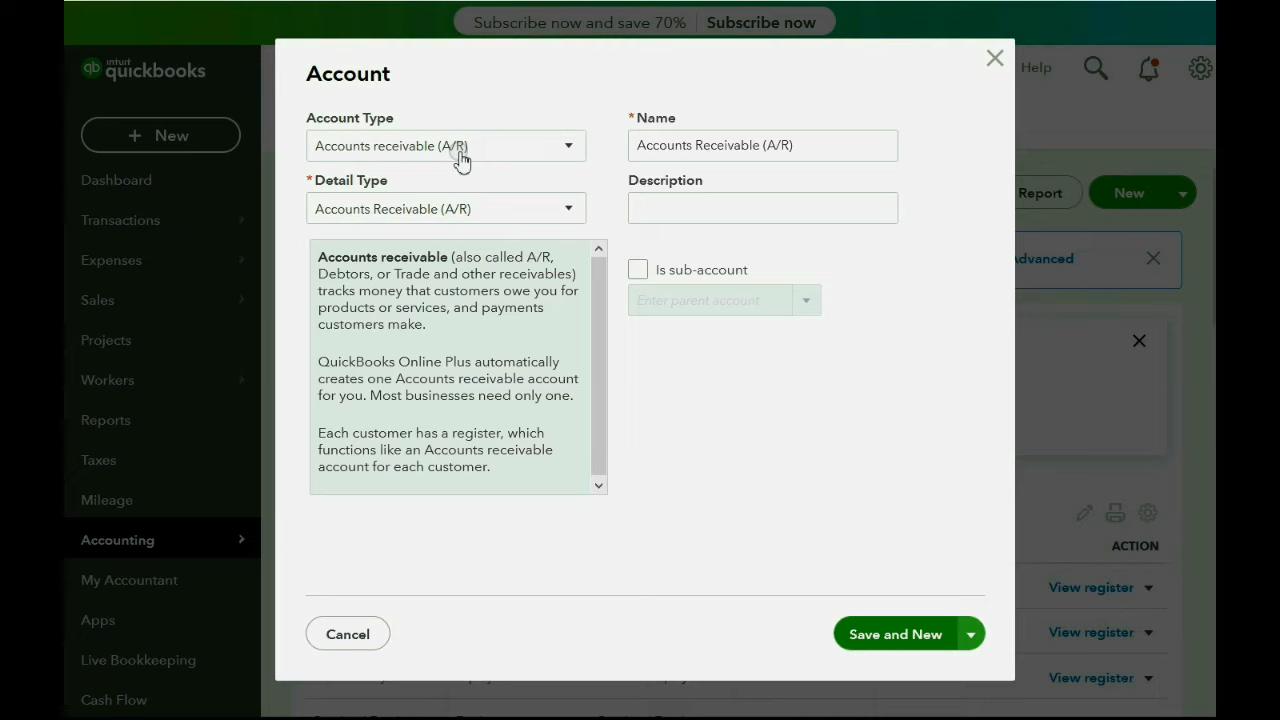 Subscribe now and save 70% Subscribe now
intuit
quickbooks
Help
+ New
Dashboard
Transactions
Expenses
Sales
Projects
Workers
Reports
Taxes
Mileage
Accounting
My Accountant
Apps
Live Bookkeeping
Cash Flow
Account
Account Type
Accounts receivable (A/R)
*Detail Type
Accounts Receivable (A/R)
Accounts receivable (also called A/R,
Debtors, or Trade and other receivables)
tracks money that customers owe you for
products or services, and payments
customers make.
QuickBooks Online Plus automatically
creates one Accounts receivable account
for you. Most businesses need only one.
Each customer has a register, which
functions like an Accounts receivable
account for each customer.
*Name
Accounts Receivable (A/R)
Description
Is sub-account
Enter parent account
Cancel
Save and New
Report
New
Advanced
ACTION
View register
View register
View register